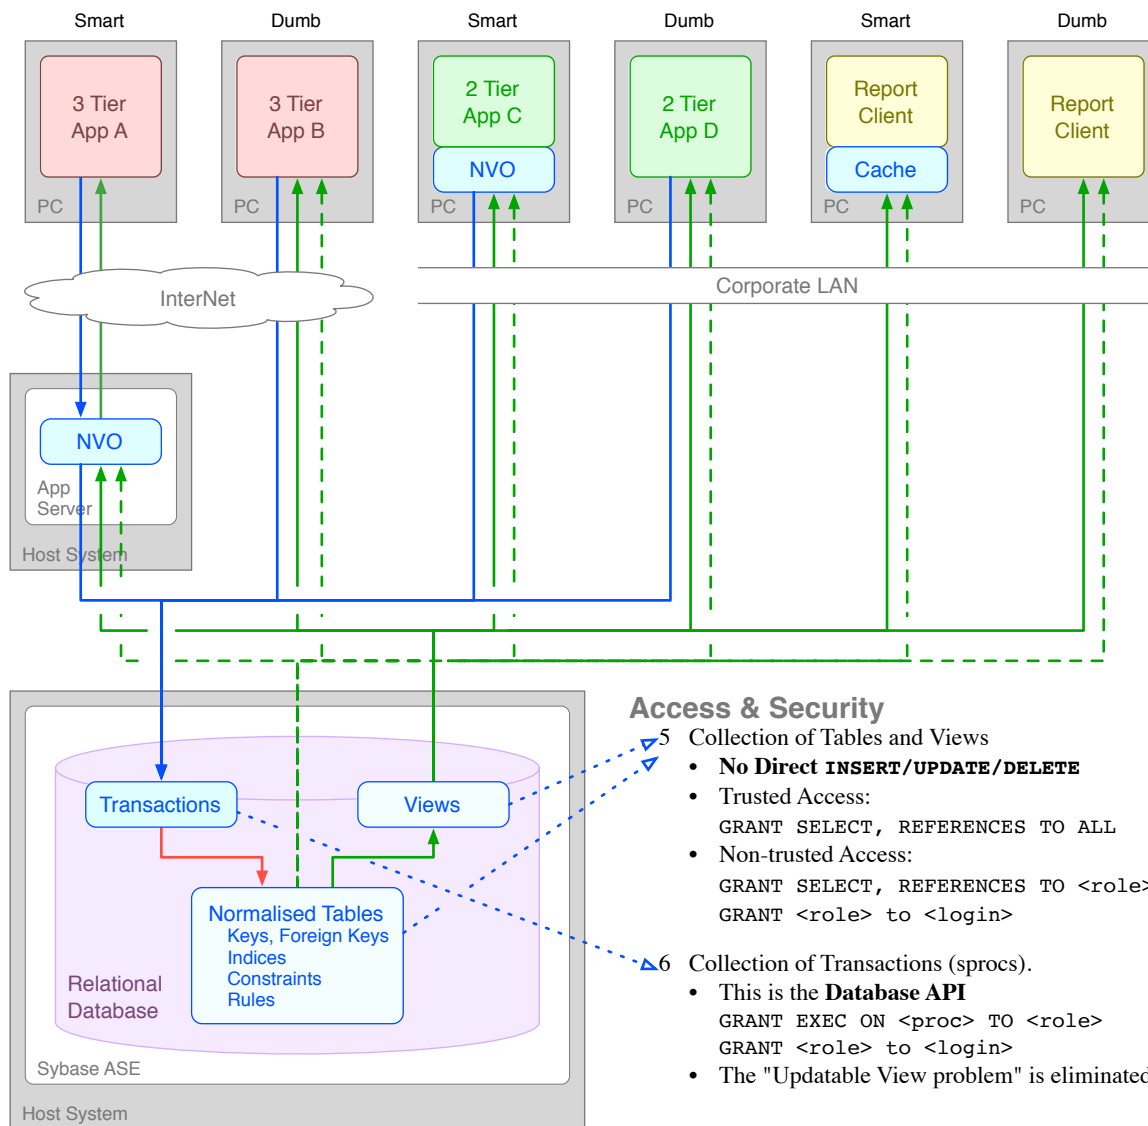 Smart
Dumb
Smart
Dumb
Smart
Dumb
3 Tier
App A
PC
3 Tier
App B
PC
2 Tier
App C
NVO
PC
2 Tier
App D
PC
Report
Client
Cache
PC
Report
Client
PC
InterNet
Corporate LAN
NVO
App
Server
Host System
Transactions
Views
Normalised Tables
Keys, Foreign Keys
Indices
Constraints
Rules
Relational
Database
Sybase ASE
Host System
Access & Security
5 Collection of Tables and Views
• No Direct INSERT/UPDATE/DELETE
• Trusted Access:
GRANT SELECT, REFERENCES TO ALL
• Non-trusted Access:
GRANT SELECT, REFERENCES TO <role>
GRANT <role> to <login>
6 Collection of Transactions (sprocs).
• This is the Database API
GRANT EXEC ON <proc> TO <role>
GRANT <role> to <login>
• The "Updatable View problem" is eliminated